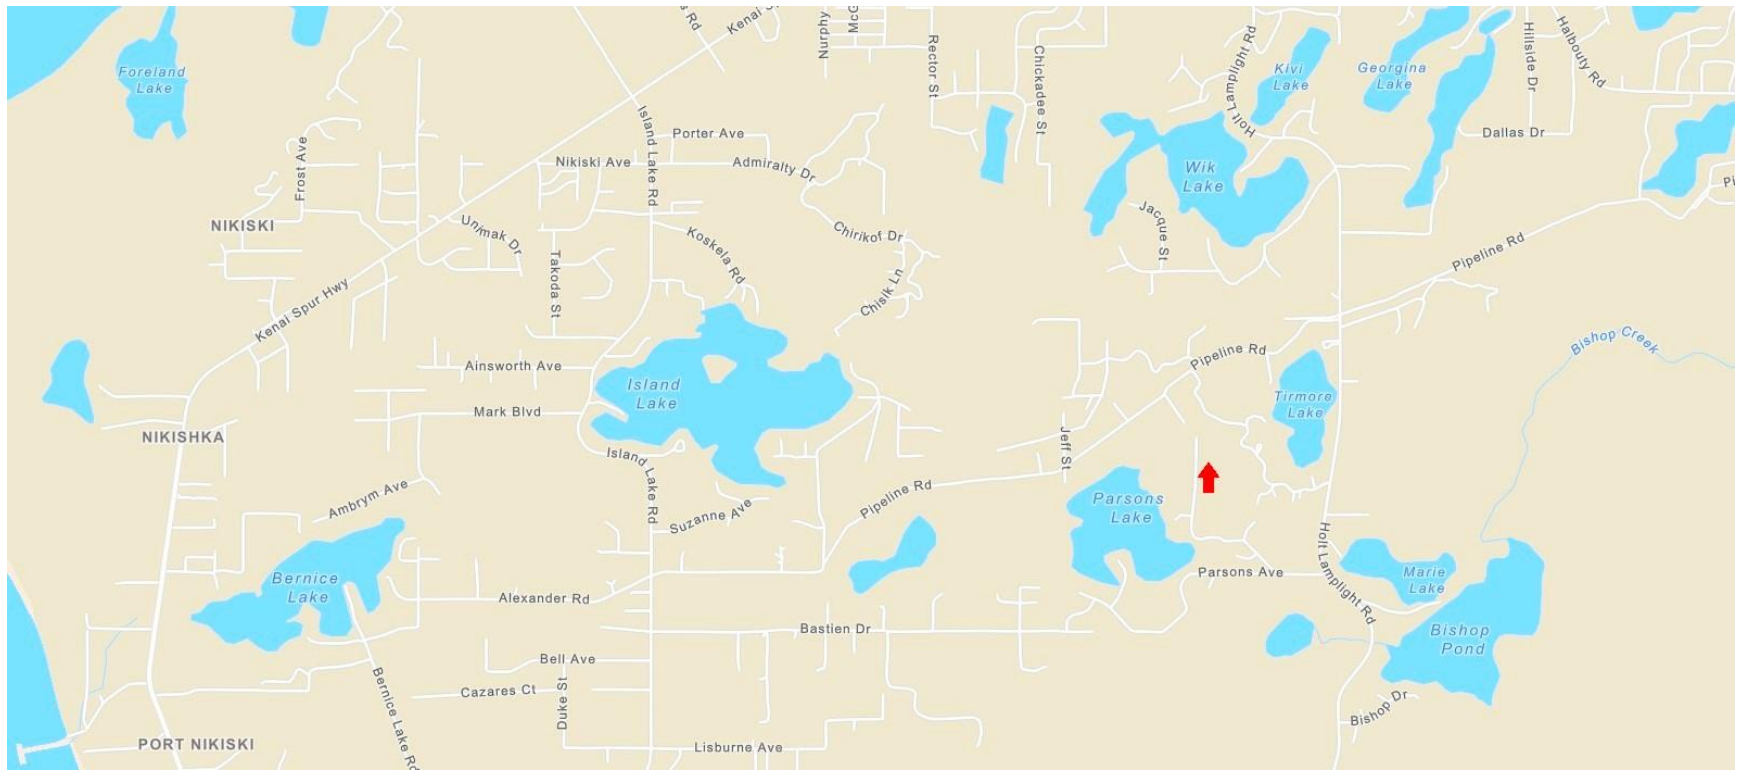 Kenai S
s Rd
Nurphy
McG
Rector St
Chickadee St
Holt Lamplight Rd
Kivi
Lake
Georgina
Lake
Hillside Dr
Halbouty Rd
Foreland
Lake
Island Lake Rd
Porter Ave
Dallas Dr
Frost Ave
Nikiski Ave
Admiralty Dr
Wik
Lake
Pi
NIKISKI
Unimak Dr
Koskela Rd
Chirikof Dr
Jacque St
Pipeline Rd
Takoda St
Chisik Ln
Kenai Spur Hwy
Bishop Creek
Pipeline Rd
Ainsworth Ave
Island
Lake
Tirmore
Lake
Mark Blvd
NIKISHKA
Jeff St
Island Lake Rd
Ambrym Ave
Suzanne Ave
Pipeline Rd
Parsons
Lake
Holt Lamplight Rd
Bernice
Lake
Parsons Ave
Marie
Lake
Alexander Rd
Bastien Dr
Bishop
Pond
Bell Ave
Bernice Lake Rd
Cazares Ct
Duke St
Bishop Dr
PORT NIKISKI
Lisburne Ave